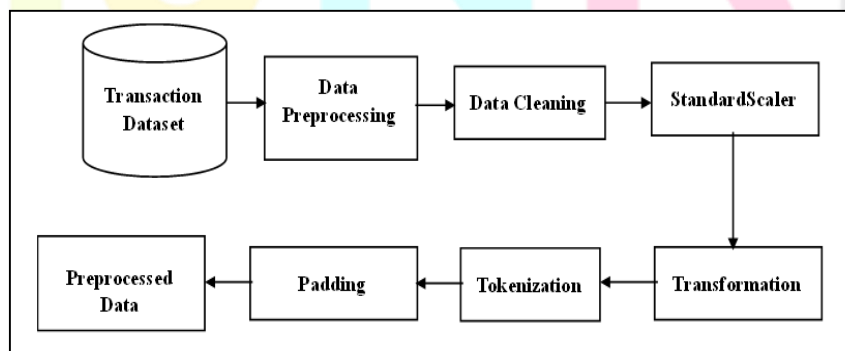 Transaction
Dataset
Data
Preprocessing
Data Cleaning
StandardScaler
Transformation
Tokenization
Padding
Preprocessed
Data